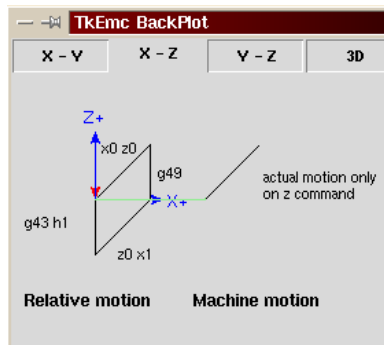 TkEmc BackPlot
X - Y
X - Z
Y - Z
3D
Z+
x0 z0
g49
actual motion only
on z command
X+
g43 h1
z0 x1
Relative motion
Machine motion